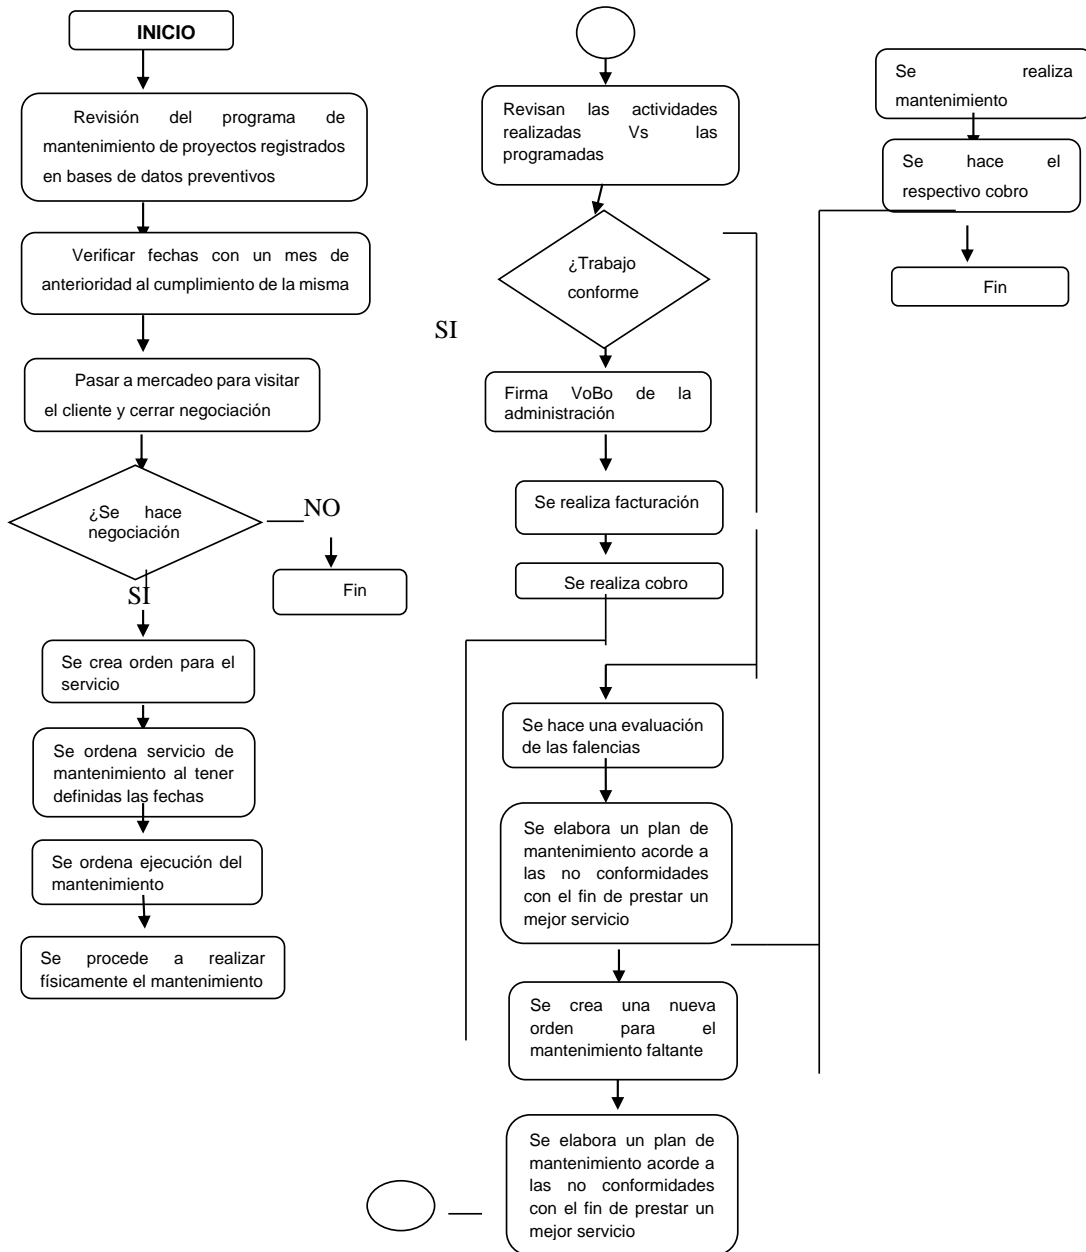 INICIO
Revisión del programa de
mantenimiento de proyectos registrados
en bases de datos preventivos
Verificar fechas con un mes de
anterioridad al cumplimiento de la misma
Pasar a mercadeo para visitar
el cliente y cerrar negociación
¿Se hace
negociación
NO
Fin
SI
Se crea orden para el
servicio
Se ordena servicio de
mantenimiento al tener
definidas las fechas
Se ordena ejecución del
mantenimiento
Se procede a realizar
físicamente el mantenimiento
Revisan las actividades
realizadas Vs las
programadas
¿Trabajo
conforme
SI
Firma VoBo de la
administración
Se realiza facturación
Se realiza cobro
Se hace una evaluación
de las falencias
Se elabora un plan de
mantenimiento acorde a
las no conformidades
con el fin de prestar un
mejor servicio
Se crea una nueva
orden para el
mantenimiento faltante
Se elabora un plan de
mantenimiento acorde a
las no conformidades
con el fin de prestar un
mejor servicio
Se realiza
mantenimiento
Se hace el
respectivo cobro
Fin